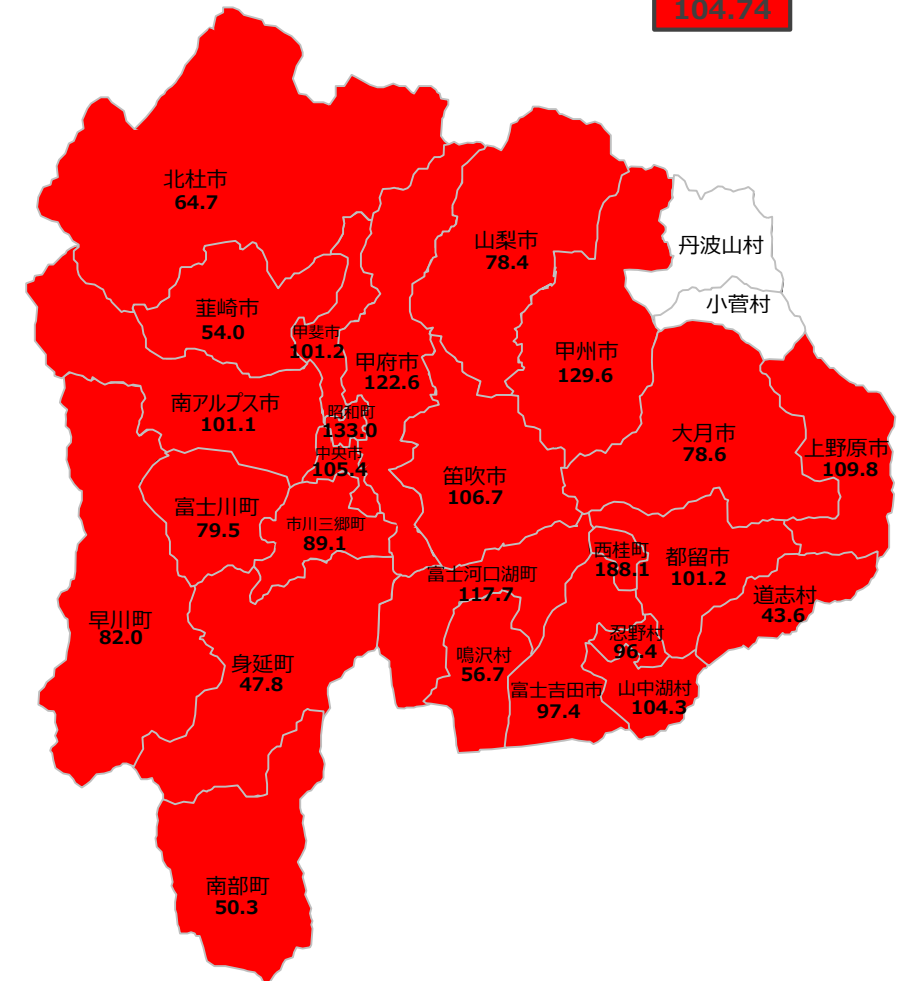 104.74
北杜市
64.7
山梨市
78.4
丹波山村
小菅村
韮崎市
54.0
甲斐市
101.2
甲府市
122.6
甲州市
129.6
南アルプス市
101.1
昭和町
133.0
中央市
105.4
笛吹市
106.7
大月市
78.6
上野原市
109.8
富士川町
79.5
市川三郷町
89.1
西桂町
188.1
都留市
101.2
富士河口湖町
117.7
道志村
43.6
早川町
82.0
忍野村
96.4
身延町
47.8
鳴沢村
56.7
富士吉田市
97.4
山中湖村
104.3
南部町
50.3